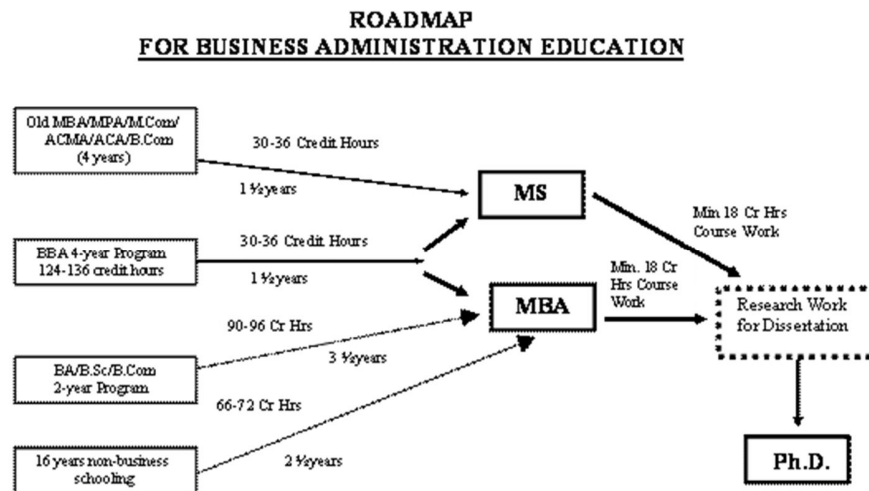 ROADMAP
FOR BUSINESS ADMINISTRATION EDUCATION
Old MBA/MPA/M.Com/
ACMA/ACA/B.Com
(4 years)
30-36 Credit Hours
1 ½ years
MS
Min 18 Cr Hrs
Course Work
BBA 4-year Program
124-136 credit hours
30-36 Credit Hours
1 ½ years
Min. 18 Cr
Hrs Course
Work
MBA
Research Work
for Dissertation
90-96 Cr Hrs
3 ½ years
BA/B.Sc/B.Com
2-year Program
66-72 Cr Hrs
2 ½ years
16 years non-business
schooling
Ph.D.